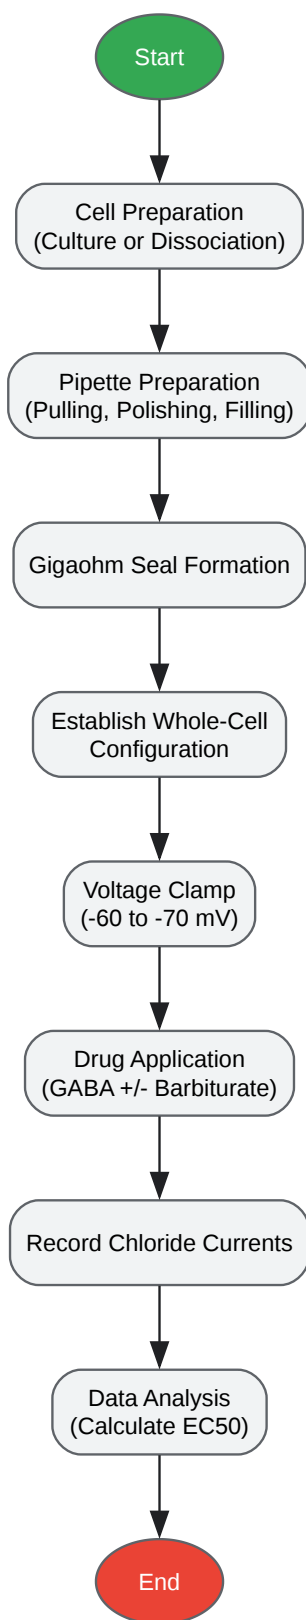 Start
Cell Preparation
(Culture or Dissociation)
Pipette Preparation
(Pulling, Polishing, Filling)
Gigaohm Seal Formation
Establish Whole-Cell
Configuration
Voltage Clamp
(-60 to -70 mV)
Drug Application
(GABA +/- Barbiturate)
Record Chloride Currents
Data Analysis
(Calculate EC50)
End